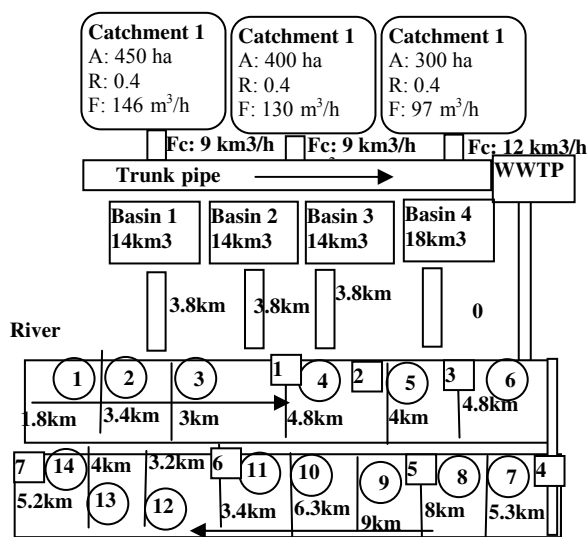 Catchment 1
A: 450 ha
R: 0.4
F: 146 m³/h
Catchment 1
A: 400 ha
R: 0.4
F: 130 m³/h
Catchment 1
A: 300 ha
R: 0.4
F: 97 m³/h
Fc: 9 km3/h
Fc: 9 km3/h
Fc: 12 km3/h
Trunk pipe
WWTP
Basin 1
14km3
Basin 2
14km3
Basin 3
14km3
Basin 4
18km3
3.8km
3.8km
3.8km
0
River
1 2 3 1 4 2 5 3 6
1.8km 3.4km 3km 4.8km 4km 4.8km
7 14 4km 3.2km 6 11 10 9 5 8 7 4
5.2km 13 12 3.4km 6.3km 9km 8km 5.3km